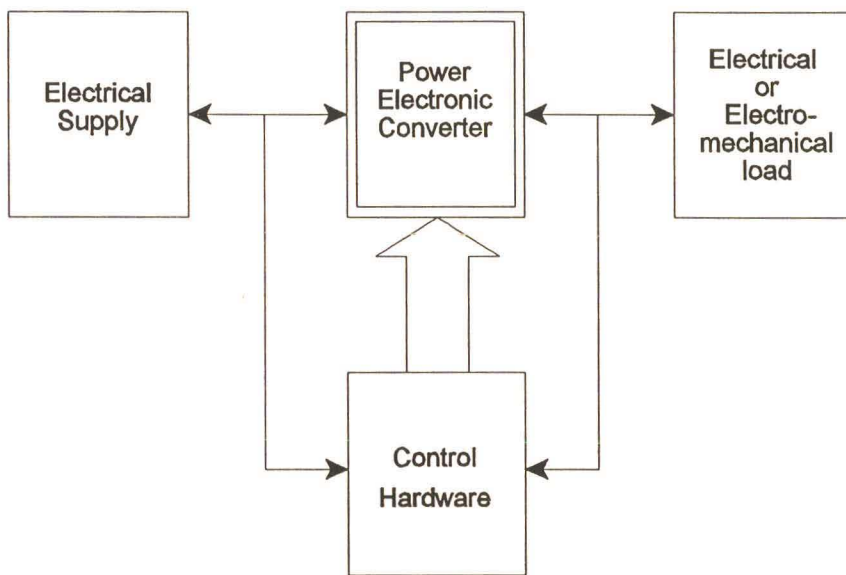 Electrical
Supply
Power
Electronic
Converter
Electrical
or
Electro-
mechanical
load
Control
Hardware